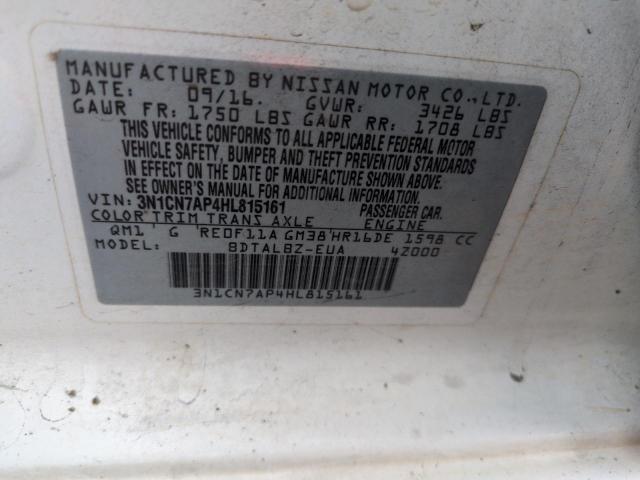 MANUFACTURED BY NISSAN MOTOR CO., LTD.
DATE: 09/16. GVWR: 3426 LBS
GAWR FR: 1750 LBS GAWR RR: 1708 LBS
THIS VEHICLE CONFORMS TO ALL APPLICABLE FEDERAL MOTOR
VEHICLE SAFETY, BUMPER AND THEFT PREVENTION STANDARDS
IN EFFECT ON THE DATE OF MANUFACTURE SHOWN ABOVE.
SEE OWNER'S MANUAL FOR ADDITIONAL INFORMATION.
VIN: 3N1CN7AP4HL815161 PASSENGER CAR.
COLOR TRIM TRANS AXLE ENGINE
QM1 G RE0F11A GM38 HR16DE 1598 CC
MODEL: BDTALBZ-EUA 42000
3N1CN7AP4HL815161